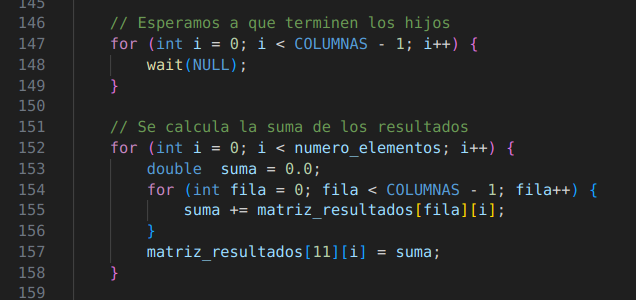 145
146 // Esperamos a que terminen los hijos
147 for (int i = 0; i < COLUMNAS - 1; i++) {
148 wait(NULL);
149 }
150
151 // Se calcula la suma de los resultados
152 for (int i = 0; i < numero_elementos; i++) {
153 double  suma = 0.0;
154 for (int fila = 0; fila < COLUMNAS - 1; fila++) {
155 suma += matriz_resultados[fila][i];
156 }
157 matriz_resultados[11][i] = suma;
158 }
159